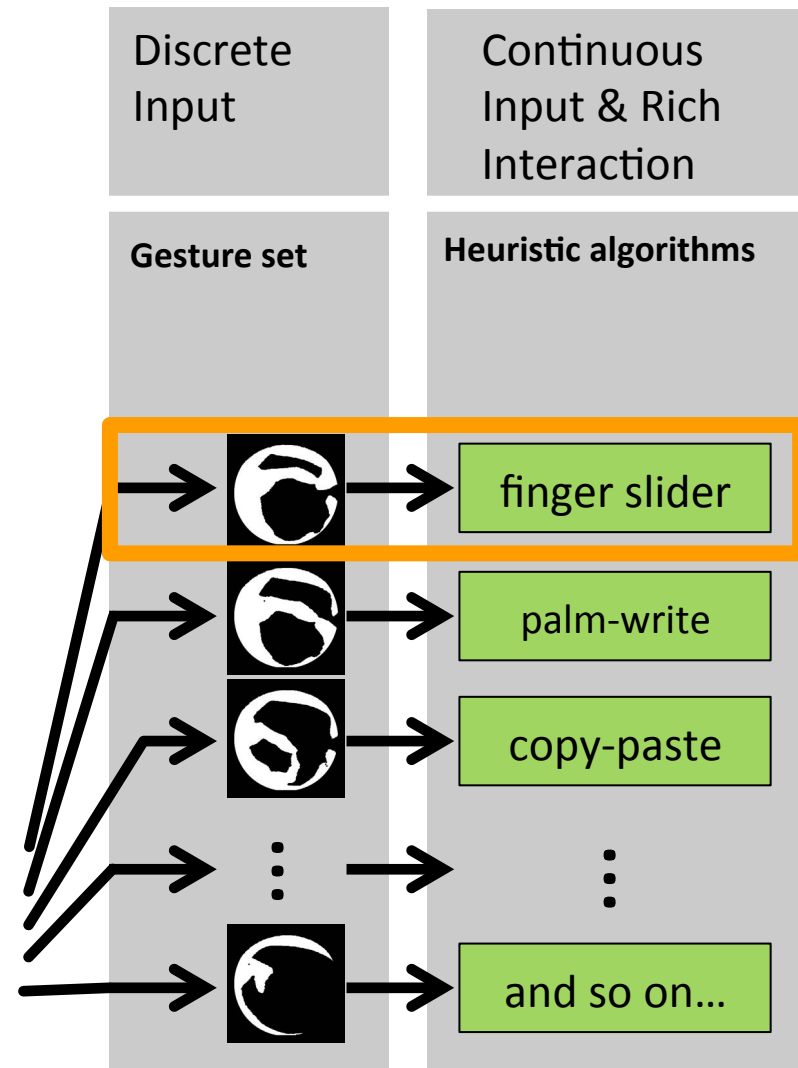 Discrete
Input
Continuous
Input & Rich
Interaction
Gesture set
Heuristic algorithms
finger slider
palm-write
copy-paste
and so on…